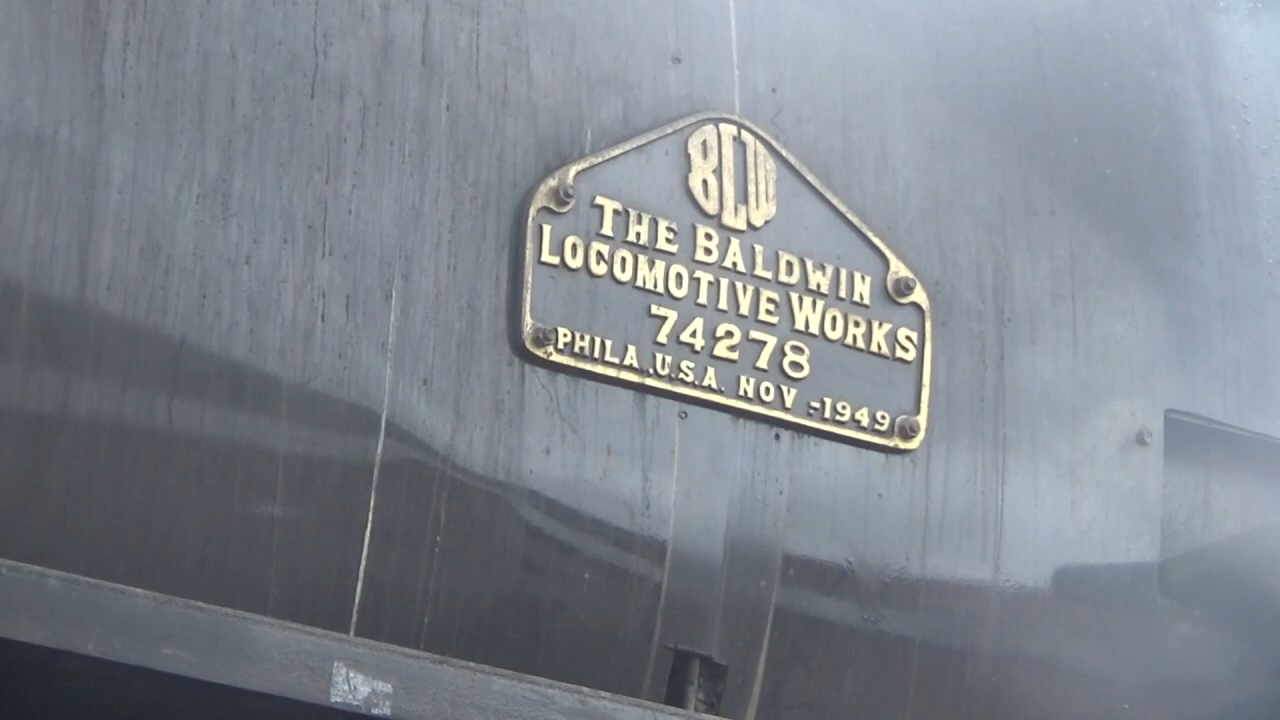 BLW
THE BALDWIN
LOCOMOTIVE WORKS
74278
PHILA.U.S.A. NOV.-1949